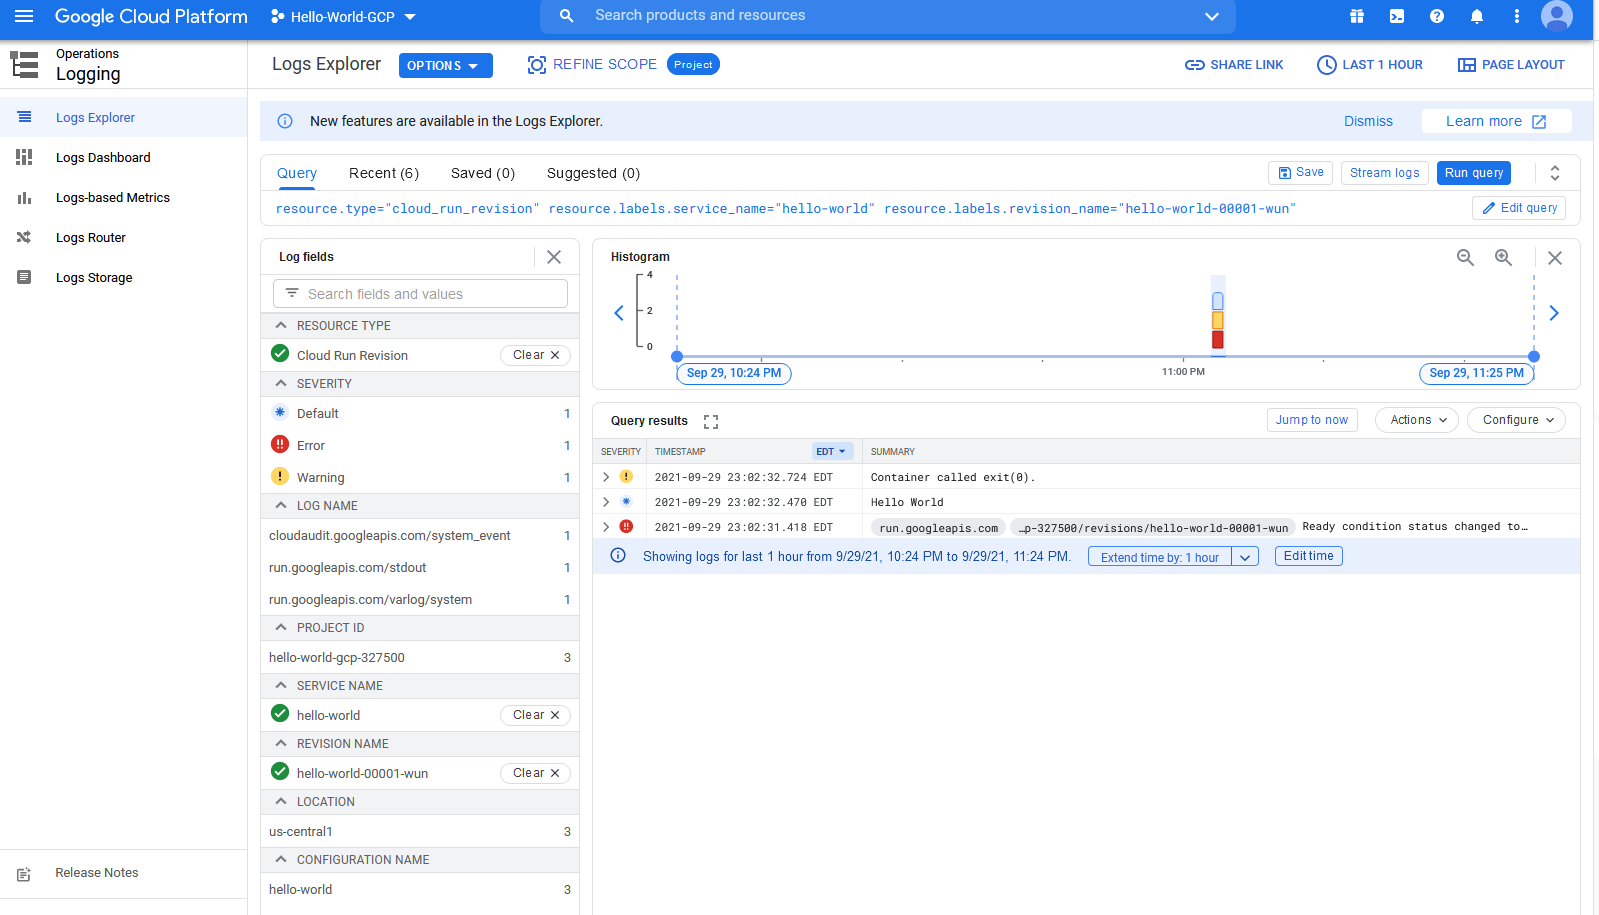 Google Cloud Platform
Hello-World-GCP
Search products and resources
Operations
Logging
Logs Explorer
OPTIONS
REFINE SCOPE
Project
SHARE LINK
LAST 1 HOUR
PAGE LAYOUT
Logs Explorer
Logs Dashboard
Logs-based Metrics
Logs Router
Logs Storage
Release Notes
New features are available in the Logs Explorer.
Dismiss
Learn more
Query
Recent (6)
Saved (0)
Suggested (0)
Save
Stream logs
Run query
resource.type="cloud_run_revision" resource.labels.service_name="hello-world" resource.labels.revision_name="hello-world-00001-wun"
Edit query
Log fields
Search fields and values
RESOURCE TYPE
Cloud Run Revision
Clear
SEVERITY
Default 1
Error 1
Warning 1
LOG NAME
cloudaudit.googleapis.com/system_event 1
run.googleapis.com/stdout 1
run.googleapis.com/varlog/system 1
PROJECT ID
hello-world-gcp-327500 3
SERVICE NAME
hello-world
Clear
REVISION NAME
hello-world-00001-wun
Clear
LOCATION
us-central1 3
CONFIGURATION NAME
hello-world 3
Histogram
4
2
0
11:00 PM
Sep 29, 10:24 PM
Sep 29, 11:25 PM
Query results
Jump to now
Actions
Configure
SEVERITY
TIMESTAMP
EDT
SUMMARY
2021-09-29 23:02:32.724 EDT Container called exit(0).
2021-09-29 23:02:32.470 EDT Hello World
2021-09-29 23:02:31.418 EDT run.googleapis.com …p-327500/revisions/hello-world-00001-wun Ready condition status changed to…
Showing logs for last 1 hour from 9/29/21, 10:24 PM to 9/29/21, 11:24 PM.
Extend time by: 1 hour
Edit time